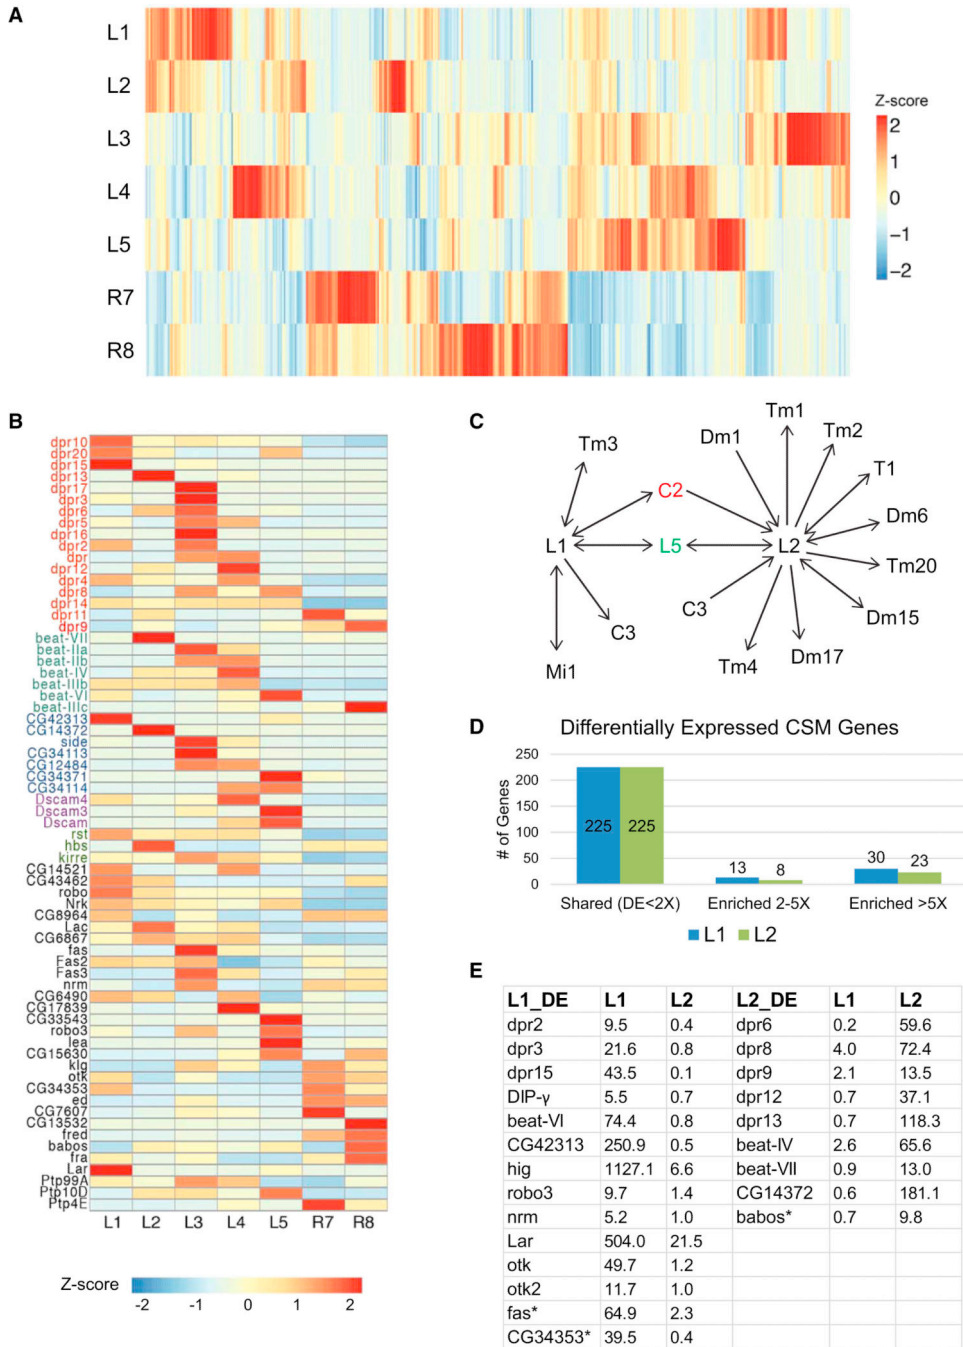 A
L1
L2
L3
L4
L5
R7
R8
Z-score
2
1
0
−1
−2
B
dpr10
dpr20
dpr15
dpr13
dpr17
dpr3
dpr6
dpr5
dpr16
dpr2
dpr
dpr12
dpr4
dpr8
dpr14
dpr11
dpr9
beat-VII
beat-IIa
beat-IIb
beat-IV
beat-IIIb
beat-VI
beat-IIIc
CG42313
CG14372
side
CG34113
CG12484
CG34371
CG34114
Dscam4
Dscam3
Dscam
rst
hbs
kirre
CG14521
CG43462
robo
Nrk
CG8964
Lac
CG6867
fas
Fas2
Fas3
nrm
CG6490
CG17839
CG33543
robo3
lea
CG15630
klg
otk
CG34353
ed
CG7607
CG13532
fred
babos
fra
Lar
Ptp99A
Ptp10D
Ptp4E
L1 L2 L3 L4 L5 R7 R8
Z-score
-2 -1 0 1 2
C
Tm1
Tm3
Dm1
Tm2
T1
C2
Dm6
L1
L5
L2
Tm20
C3
Dm15
C3
Mi1
Tm4
Dm17
D
Differentially Expressed CSM Genes
# of Genes
250
200
150
100
50
0
225 225
13 8
30 23
Shared (DE<2X) Enriched 2-5X Enriched >5X
L1 L2
E
L1_DE L1 L2 L2_DE L1 L2
dpr2 9.5 0.4 dpr6 0.2 59.6
dpr3 21.6 0.8 dpr8 4.0 72.4
dpr15 43.5 0.1 dpr9 2.1 13.5
DIP-γ 5.5 0.7 dpr12 0.7 37.1
beat-VI 74.4 0.8 dpr13 0.7 118.3
CG42313 250.9 0.5 beat-IV 2.6 65.6
hig 1127.1 6.6 beat-VII 0.9 13.0
robo3 9.7 1.4 CG14372 0.6 181.1
nrm 5.2 1.0 babos* 0.7 9.8
Lar 504.0 21.5
otk 49.7 1.2
otk2 11.7 1.0
fas* 64.9 2.3
CG34353* 39.5 0.4